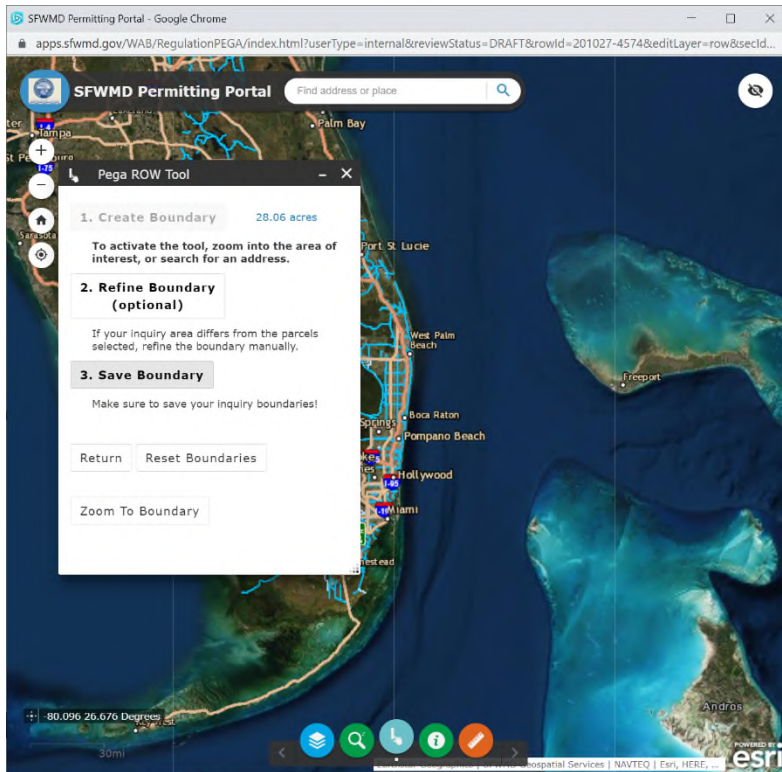 SFWMD Permitting Portal - Google Chrome
apps.sfwmd.gov/WAB/RegulationPEGA/index.html?userType=internal&reviewStatus=DRAFT&rowId=201027-4574&editLayer=row&secId...
SFWMD Permitting Portal
Find address or place
Tampa
Palm Bay
I-4
I-75
Sarasota
Pega ROW Tool
1. Create Boundary
28.06 acres
To activate the tool, zoom into the area of
interest, or search for an address.
Port St Lucie
2. Refine Boundary
(optional)
If your inquiry area differs from the parcels
selected, refine the boundary manually.
West Palm
Beach
Freeport
3. Save Boundary
Make sure to save your inquiry boundaries!
Boca Raton
Springs
Pompano Beach
Return
Reset Boundaries
Hollywood
I-95
Zoom To Boundary
Miami
estead
Andros
-80.096 26.676 Degrees
Key West
30mi
POWERED BY
esri
Earthstar Geographics | SFWMD Geospatial Services | NAVTEQ | Esri, HERE, ...